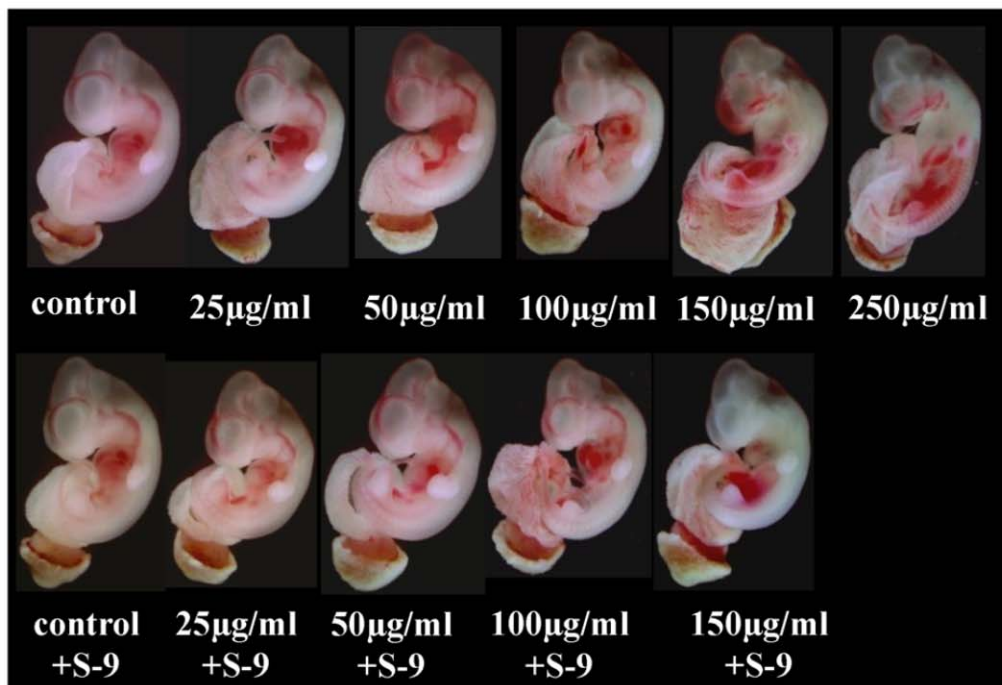 control 25μg/ml 50μg/ml 100μg/ml 150μg/ml 250μg/ml
control 25μg/ml 50μg/ml 100μg/ml 150μg/ml
+S-9 +S-9 +S-9 +S-9 +S-9